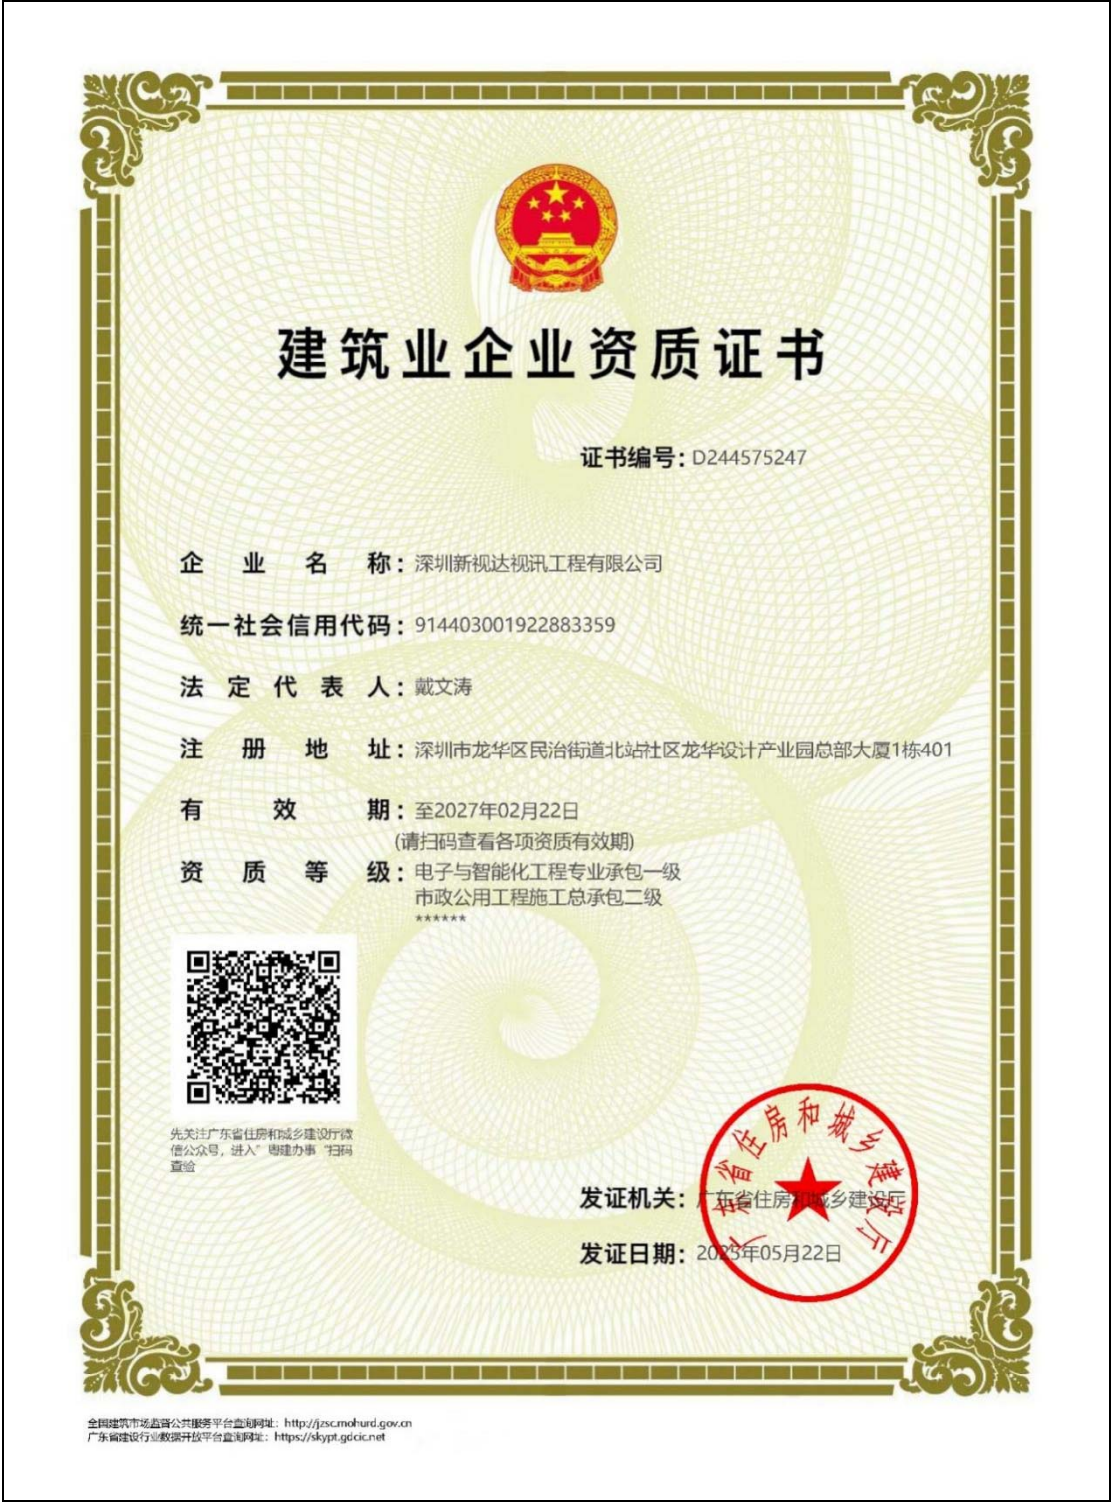 建筑业企业资质证书
证书编号：D244575247
企业名称：深圳新视达视讯工程有限公司
统一社会信用代码：914403001922883359
法定代表人：戴文涛
注册地址：深圳市龙华区民治街道北站社区龙华设计产业园总部大厦1栋401
有效期：至2027年02月22日
(请扫码查看各项资质有效期)
资质等级：电子与智能化工程专业承包一级
市政公用工程施工总承包二级
******
先关注广东省住房和城乡建设厅微
信公众号，进入”粤建办事“扫码
查验
广东省住房和城乡建设厅
发证机关：广东省住房和城乡建设厅
发证日期：2025年05月22日
全国建筑市场监管公共服务平台查询网址：http://jzsc.mohurd.gov.cn
广东省建设行业数据开放平台查询网址：https://skypt.gdcic.net